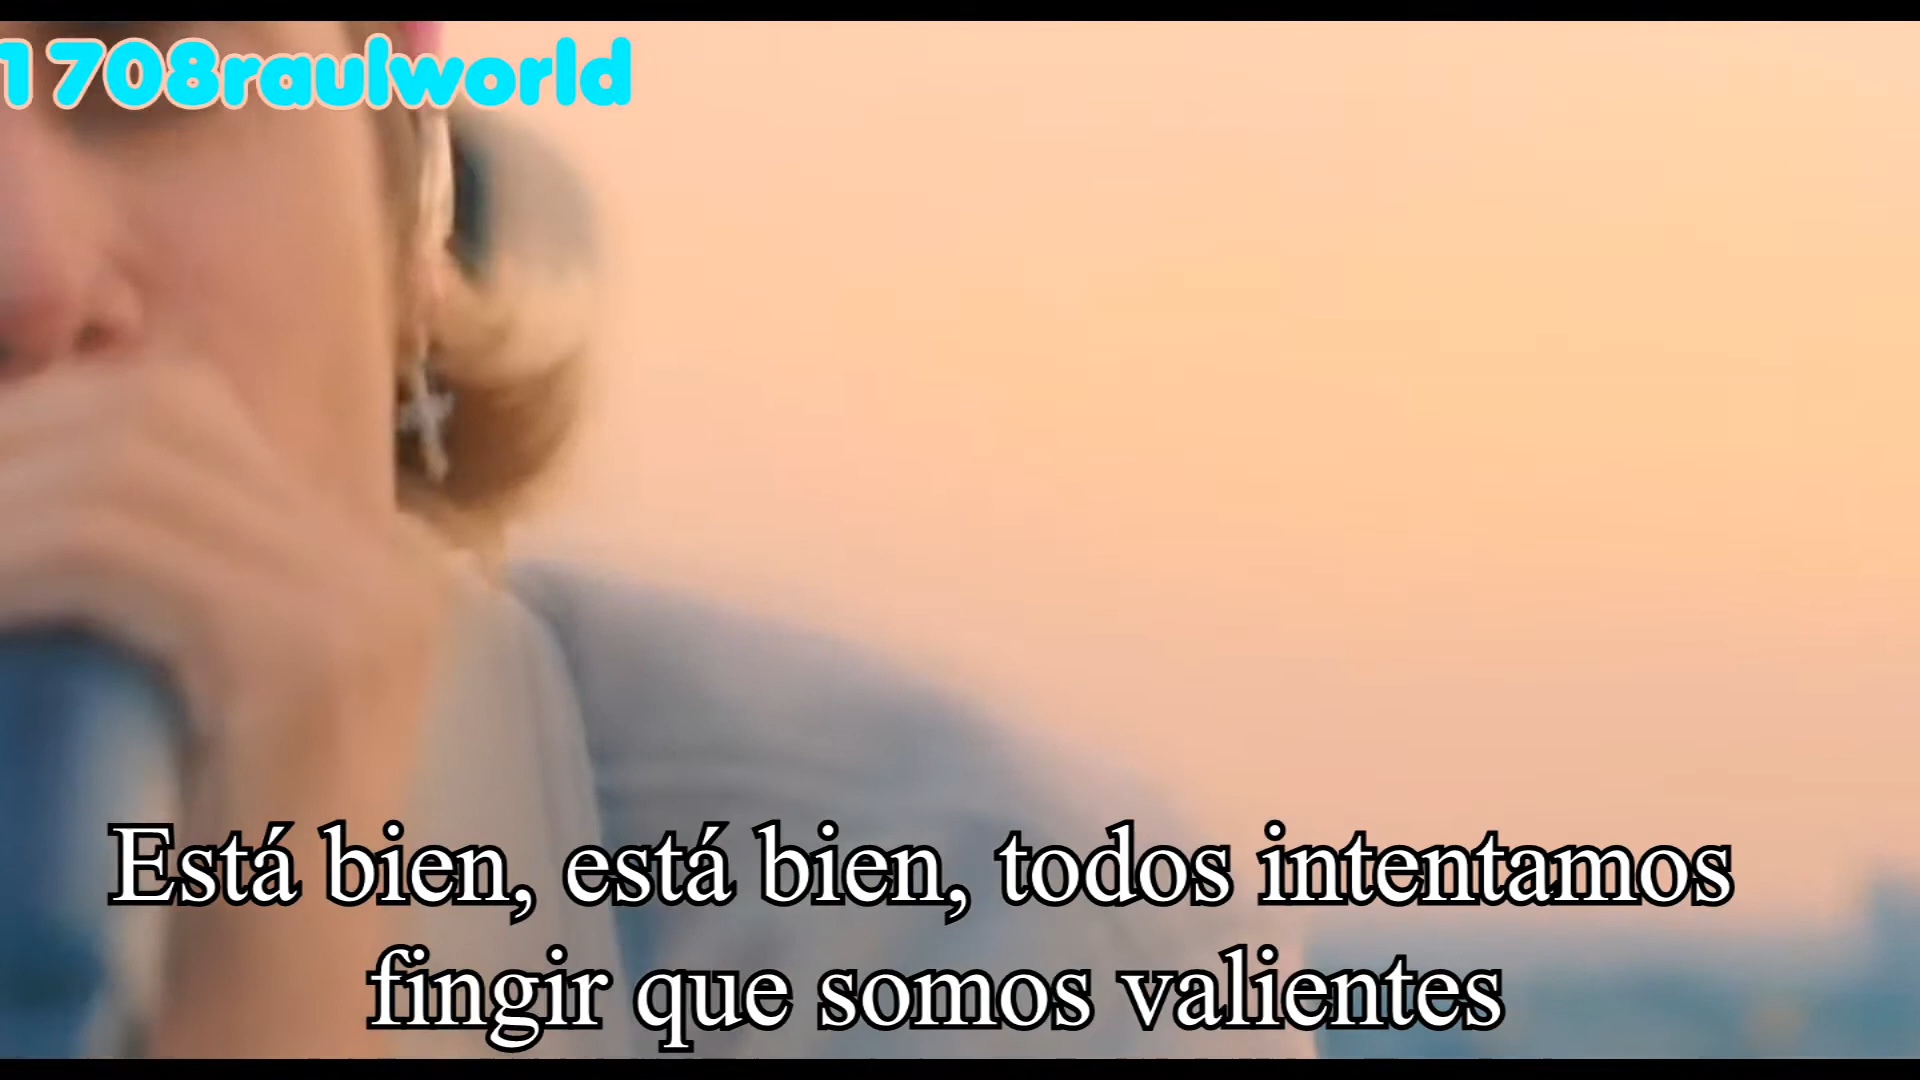 1708raulworld
Está bien, está bien, todos intentamos
fingir que somos valientes